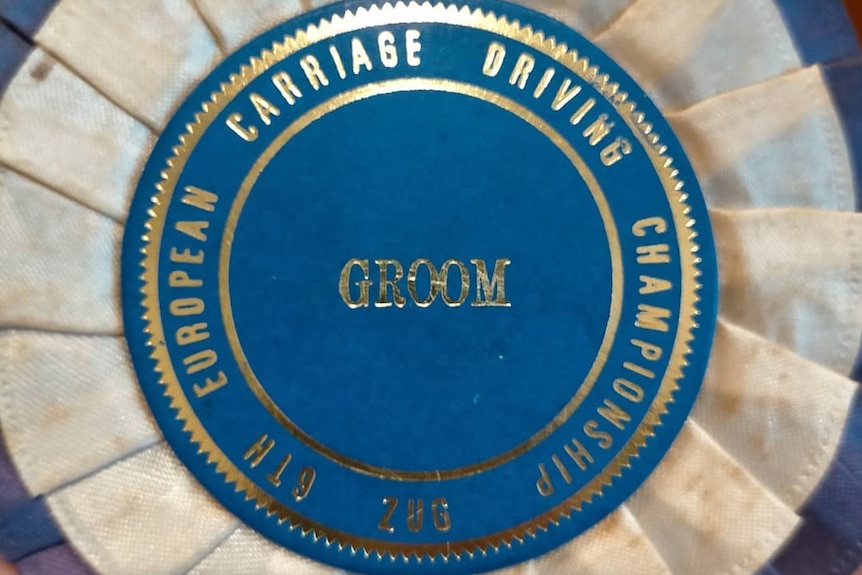 6TH EUROPEAN CARRIAGE DRIVING CHAMPIONSHIP
ZUG
GROOM